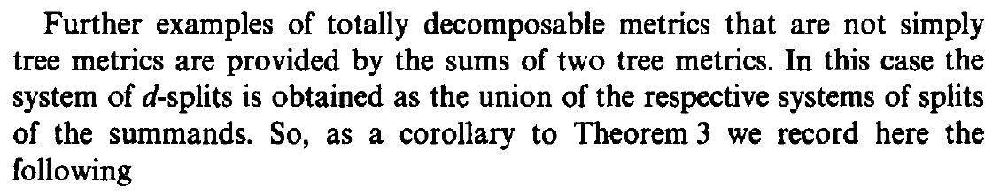 Further examples of totally decomposable metrics that are not simply
tree metrics are provided by the sums of two tree metrics. In this case the
system of d-splits is obtained as the union of the respective systems of splits
of the summands. So, as a corollary to Theorem 3 we record here the
following